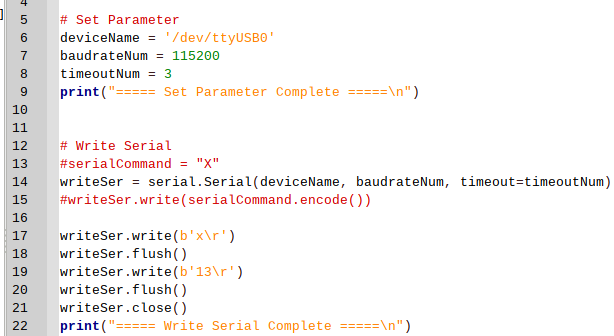 4
5 # Set Parameter
6 deviceName = '/dev/ttyUSB0'
7 baudrateNum = 115200
8 timeoutNum = 3
9 print("===== Set Parameter Complete =====\n")
10
11
12 # Write Serial
13 #serialCommand = "X"
14 writeSer = serial.Serial(deviceName, baudrateNum, timeout=timeoutNum)
15 #writeSer.write(serialCommand.encode())
16
17 writeSer.write(b'x\r')
18 writeSer.flush()
19 writeSer.write(b'13\r')
20 writeSer.flush()
21 writeSer.close()
22 print("===== Write Serial Complete =====\n")